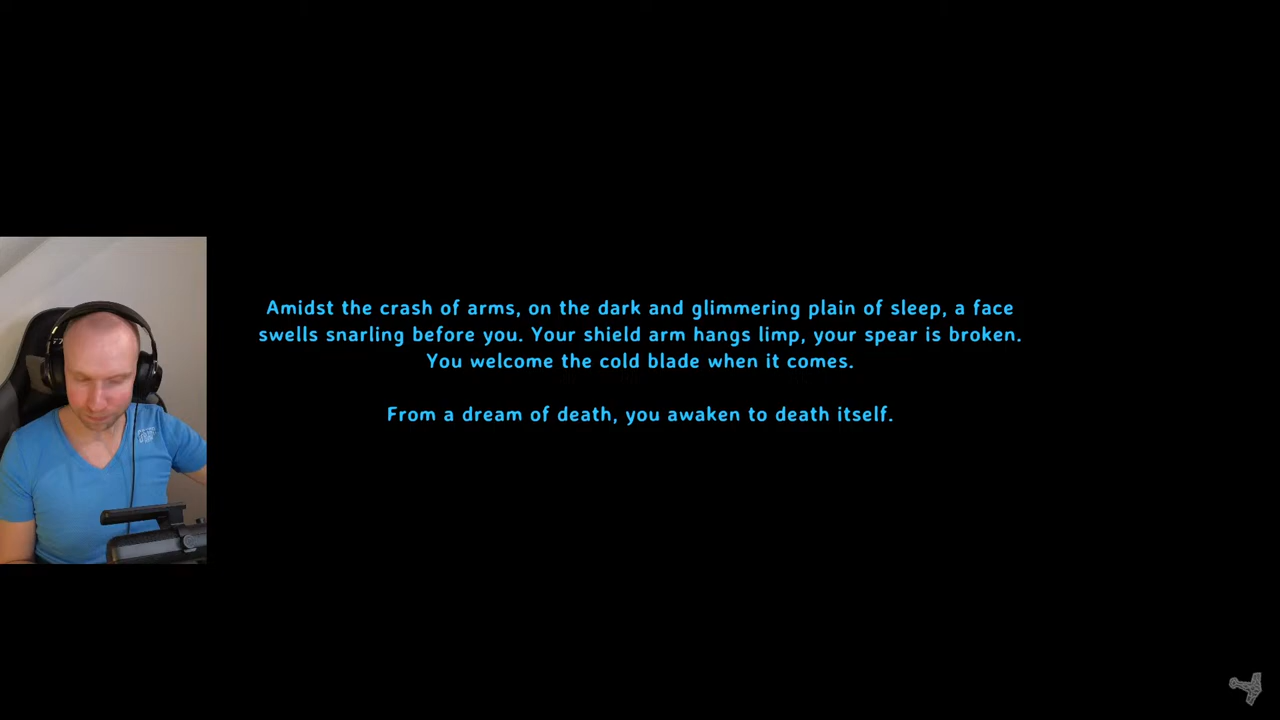 Amidst the crash of arms, on the dark and glimmering plain of sleep, a face
swells snarling before you. Your shield arm hangs limp, your spear is broken.
You welcome the cold blade when it comes.
From a dream of death, you awaken to death itself.